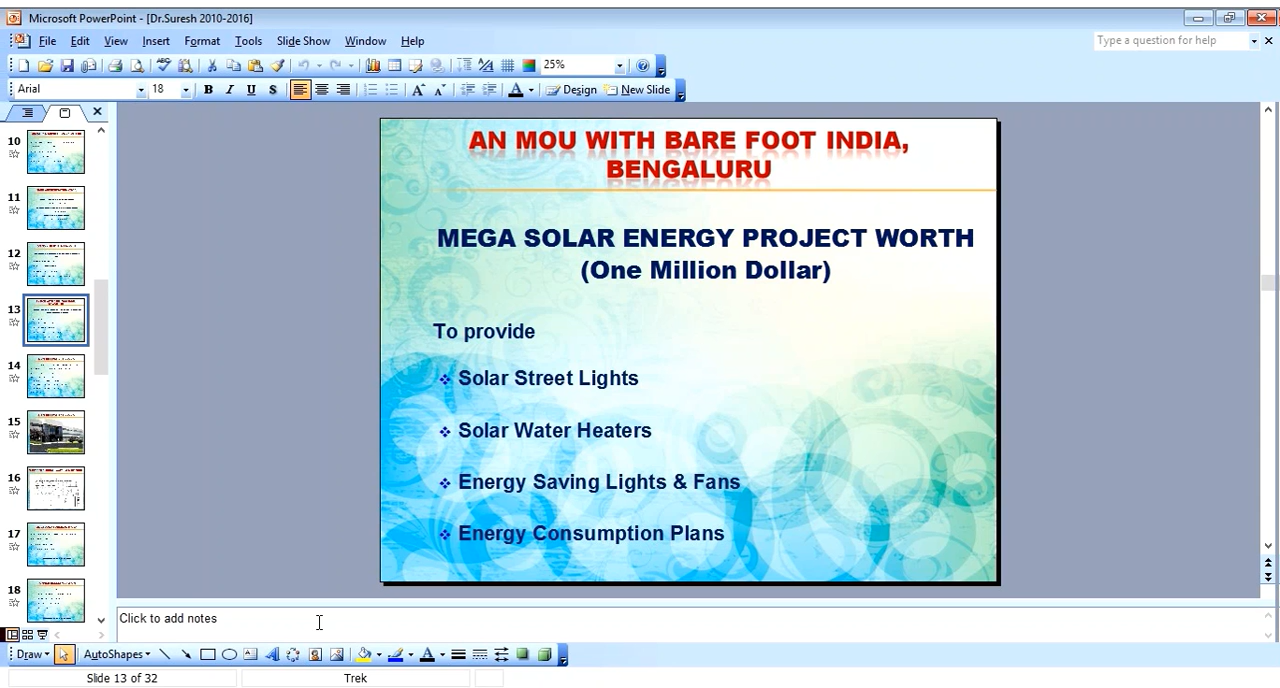 Microsoft PowerPoint - [Dr.Suresh 2010-2016]
File Edit View Insert Format Tools Slide Show Window Help
Type a question for help
25%
Arial 18 B I U S Design New Slide
AN MOU WITH BARE FOOT INDIA,
BENGALURU
MEGA SOLAR ENERGY PROJECT WORTH
(One Million Dollar)
To provide
Solar Street Lights
Solar Water Heaters
Energy Saving Lights & Fans
Energy Consumption Plans
10
11
12
13
14
15
16
17
18
Click to add notes
Draw AutoShapes
Slide 13 of 32 Trek